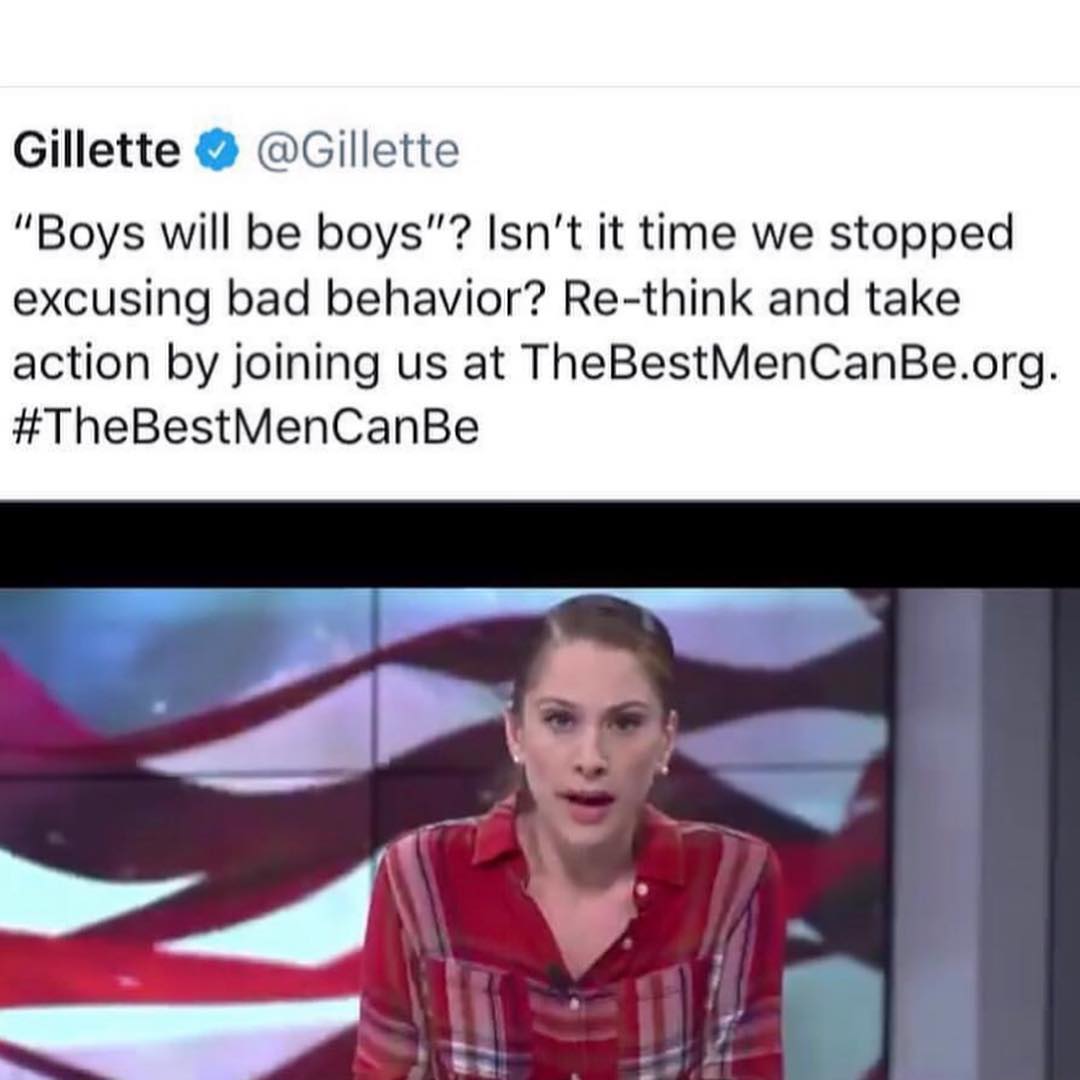 Gillette @Gillette
“Boys will be boys”? Isn’t it time we stopped
excusing bad behavior? Re-think and take
action by joining us at TheBestMenCanBe.org.
#TheBestMenCanBe